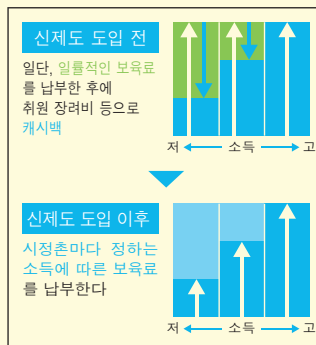 신제도 도입 전
일단, 일률적인 보육료
를 납부한 후에
취원 장려비 등으로
캐시백
저 소득 고
신제도 도입 이후
시정촌마다 정하는
소득에 따른 보육료
를 납부한다
저 소득 고